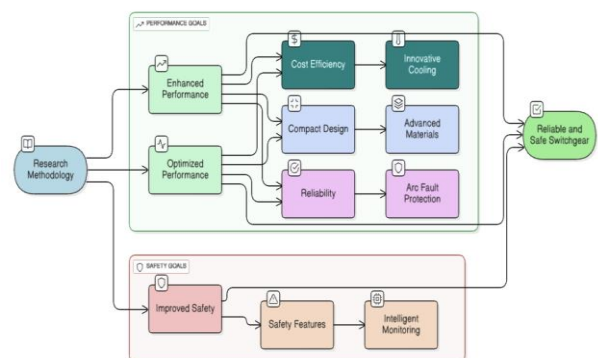 PERFORMANCE GOALS
Enhanced
Performance
Cost Efficiency
Innovative
Cooling
Compact Design
Advanced
Materials
Reliable and
Safe Switchgear
Research
Methodology
Optimized
Performance
Reliability
Arc Fault
Protection
SAFETY GOALS
Improved Safety
Safety Features
Intelligent
Monitoring